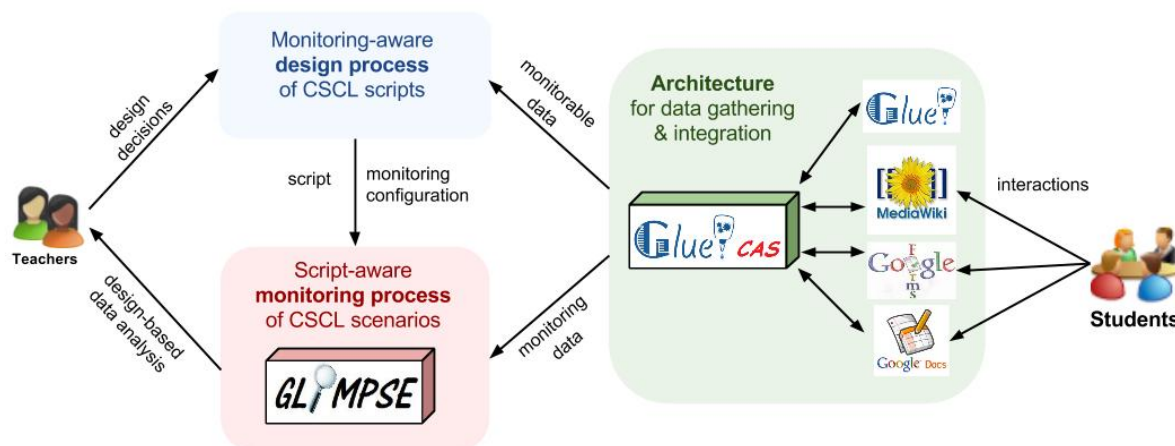 Monitoring-aware
design process
of CSCL scripts
design
decisions
monitorable
data
Architecture
for data gathering
& integration
Glue!
MediaWiki
interactions
script
monitoring
configuration
Teachers
Glue! CAS
Google
Forms
Students
Script-aware
monitoring process
of CSCL scenarios
design-based
data analysis
monitoring
data
GLIMPSE
Google Docs